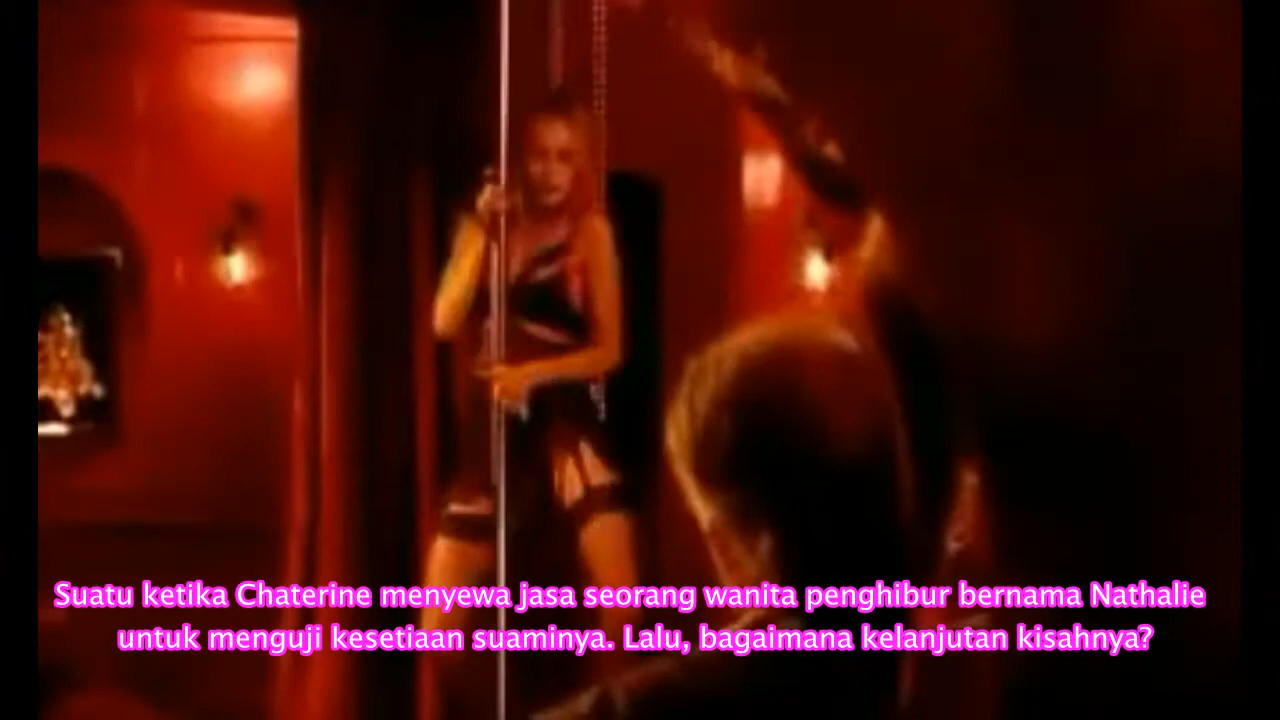 Suatu ketika Chaterine menyewa jasa seorang wanita penghibur bernama Nathalie
untuk menguji kesetiaan suaminya. Lalu, bagaimana kelanjutan kisahnya?